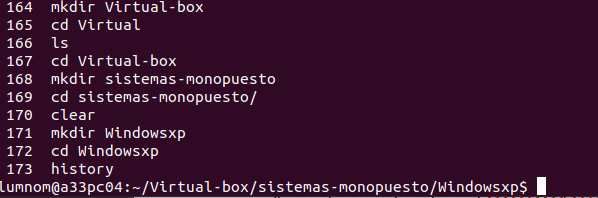 164 mkdir Virtual-box
165 cd Virtual
166 ls
167 cd Virtual-box
168 mkdir sistemas-monopuesto
169 cd sistemas-monopuesto/
170 clear
171 mkdir Windowsxp
172 cd Windowsxp
173 history
lumnom@a33pc04:~/Virtual-box/sistemas-monopuesto/Windowsxp$